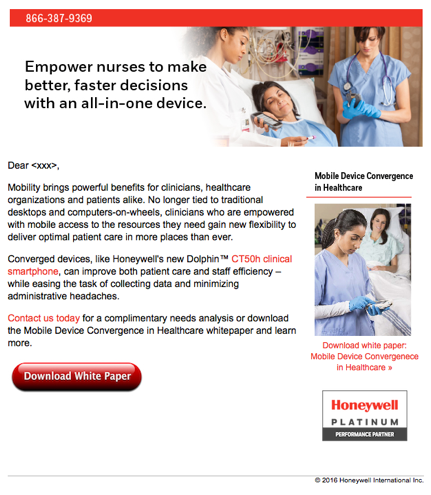 866-387-9369
Empower nurses to make
better, faster decisions
with an all-in-one device.
Dear <xxx>,
Mobility brings powerful benefits for clinicians, healthcare
organizations and patients alike. No longer tied to traditional
desktops and computers-on-wheels, clinicians who are empowered
with mobile access to the resources they need gain new flexibility to
deliver optimal patient care in more places than ever.
Converged devices, like Honeywell's new Dolphin™ CT50h clinical
smartphone, can improve both patient care and staff efficiency –
while easing the task of collecting data and minimizing
administrative headaches.
Contact us today for a complimentary needs analysis or download
the Mobile Device Convergence in Healthcare whitepaper and learn
more.
Download White Paper
Mobile Device Convergence
in Healthcare
Download white paper:
Mobile Device Convergenece
in Healthcare »
Honeywell
PLATINUM
PERFORMANCE PARTNER
© 2016 Honeywell International Inc.